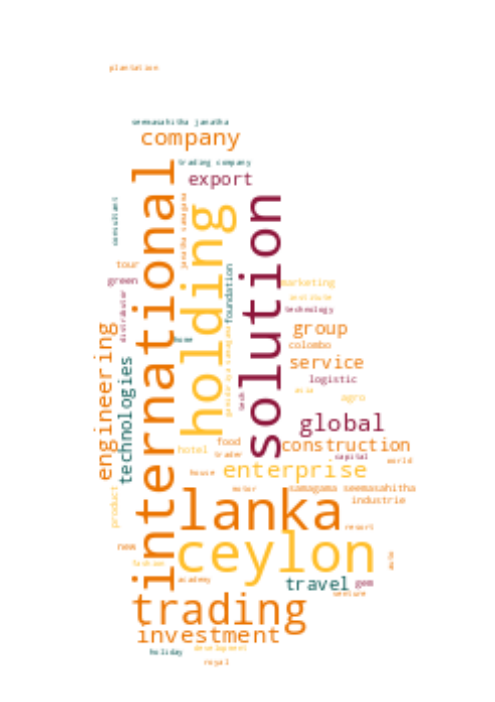 plantation
seemasahitha janatha
company
trading company
export
international
holding
solution
janatha samagama
consultant
tour
green
distributor
foundation
marketing
technology
home
group
colombo
service
engineering
technologies
logistic
asia
agro
tech
global
food
construction
hotel
trader
capital
world
house
enterprise
product
motor
samagama seemasahitha
lanka
industrie
resort
new
ceylon
fashion
academy
travel
gem
venture
trading
investment
holiday
development
royal